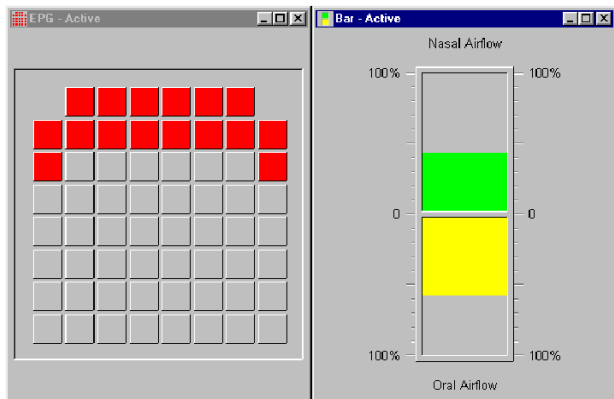 EPG - Active
Bar - Active
Nasal Airflow
100% 100%
0 0
100% 100%
Oral Airflow